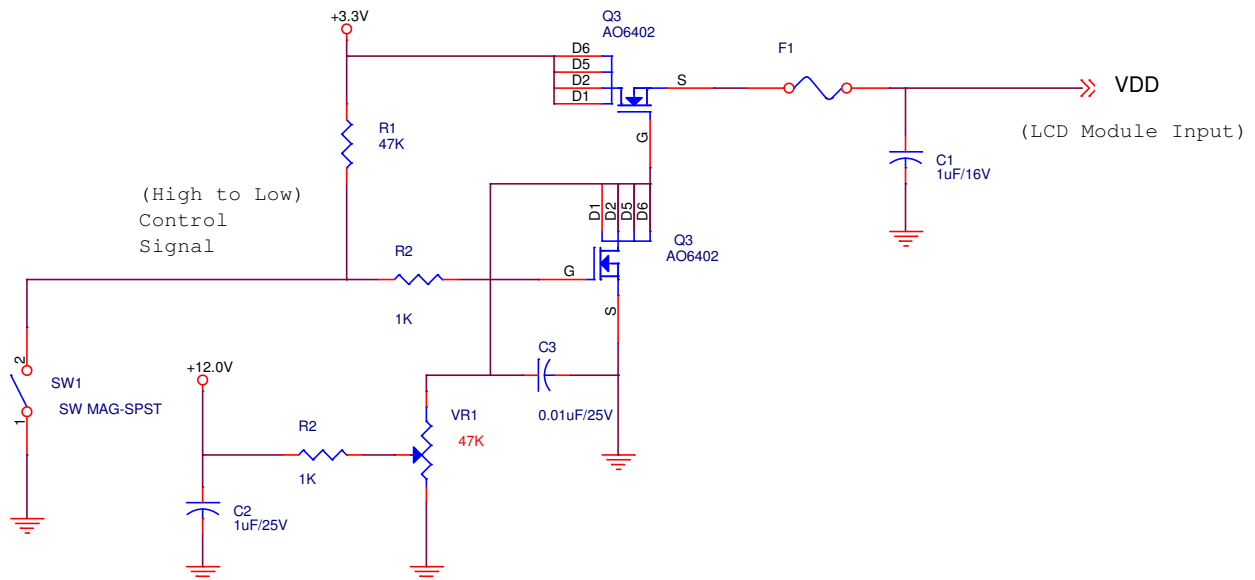 +3.3V
Q3
AO6402
D6
D5
D2
D1
S
G
F1
VDD
(LCD Module Input)
R1
47K
C1
1uF/16V
(High to Low)
Control
Signal
D1
D2
D5
D6
Q3
AO6402
R2
G
1K
S
2
SW1
SW MAG-SPST
1
+12.0V
C3
0.01uF/25V
VR1
47K
R2
1K
C2
1uF/25V